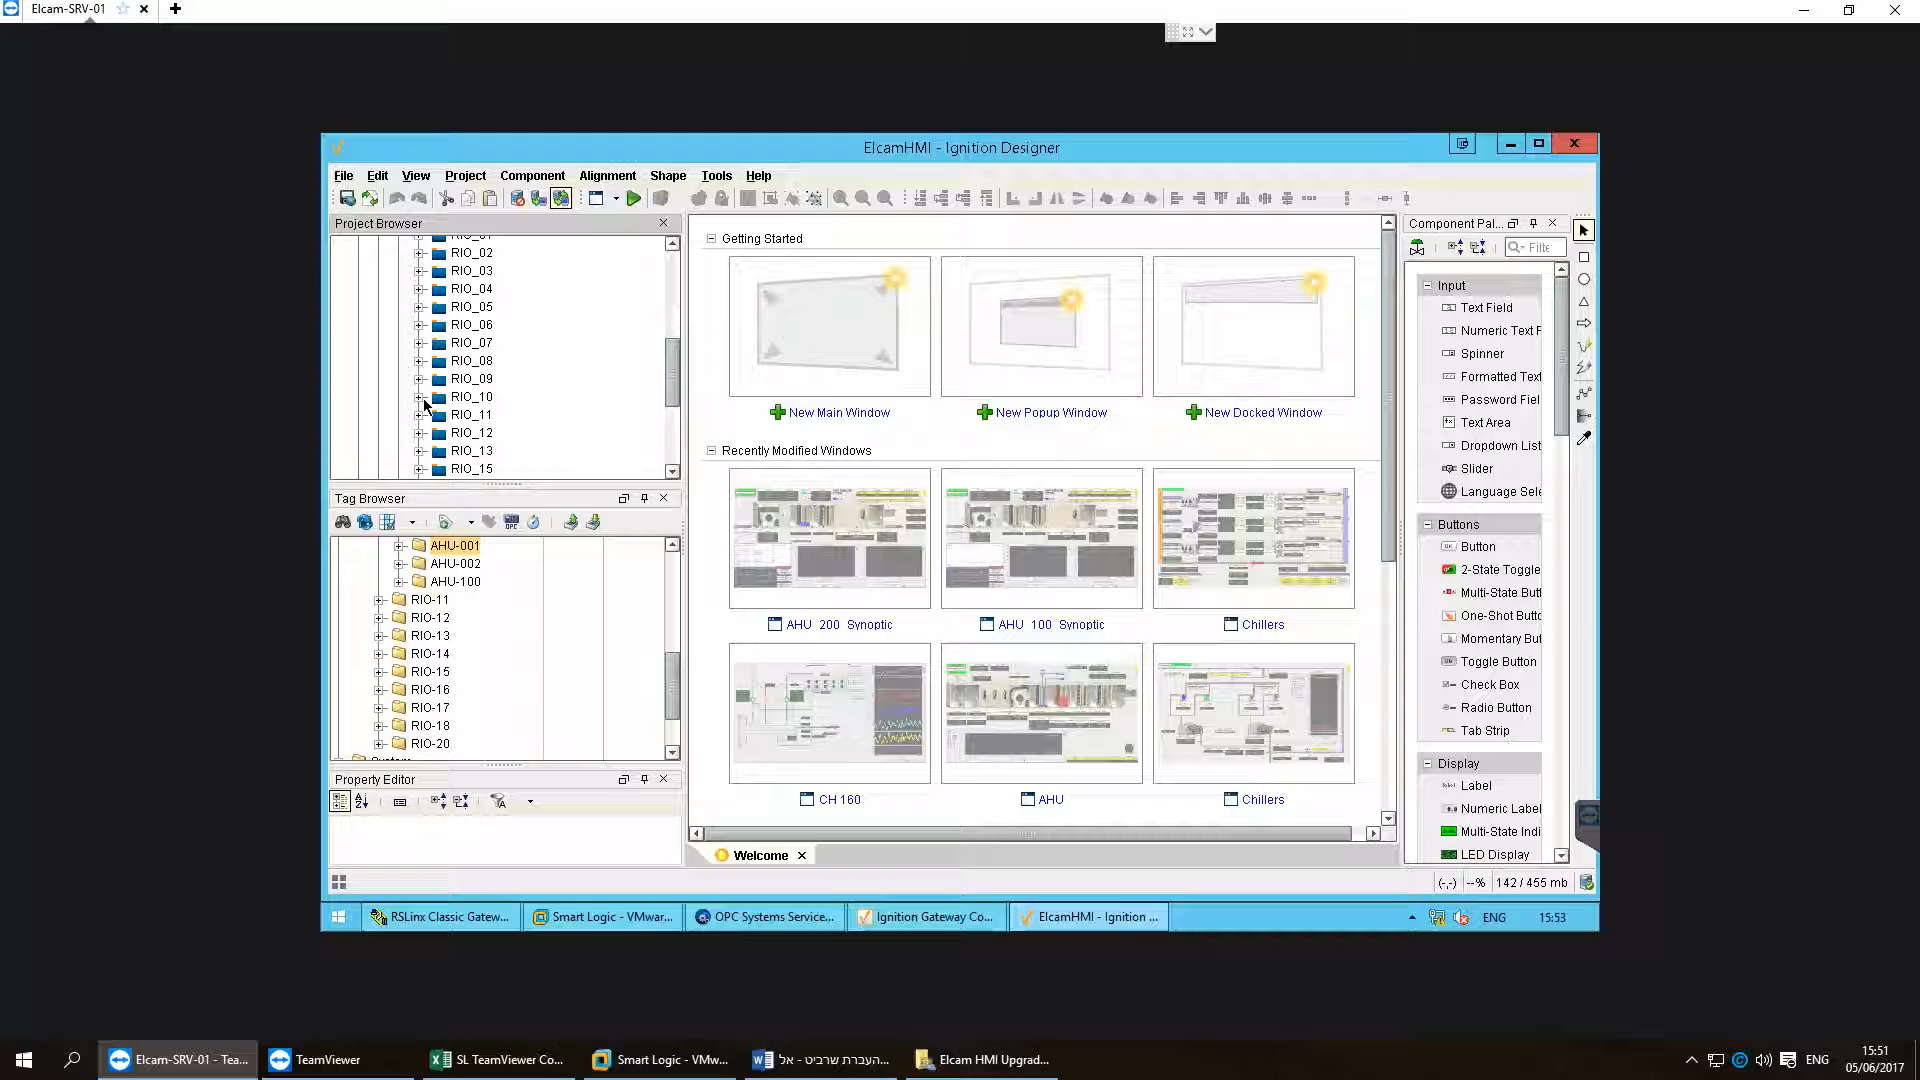 Elcam-SRV-01
ElcamHMI - Ignition Designer
File Edit View Project Component Alignment Shape Tools Help
Project Browser
RIO_02
RIO_03
RIO_04
RIO_05
RIO_06
RIO_07
RIO_08
RIO_09
RIO_10
RIO_11
RIO_12
RIO_13
RIO_15
Tag Browser
AHU-001
AHU-002
AHU-100
RIO-11
RIO-12
RIO-13
RIO-14
RIO-15
RIO-16
RIO-17
RIO-18
RIO-20
Property Editor
Getting Started
New Main Window
New Popup Window
New Docked Window
Recently Modified Windows
AHU 200 Synoptic
AHU 100 Synoptic
Chillers
CH 160
AHU
Chillers
Welcome
Component Pal...
Filte
Input
Text Field
Numeric Text F
Spinner
Formatted Text
Password Fiel
Text Area
Dropdown List
Slider
Language Sele
Buttons
Button
2-State Toggle
Multi-State Butt
One-Shot Butto
Momentary But
Toggle Button
Check Box
Radio Button
Tab Strip
Display
Label
Numeric Label
Multi-State Indi
LED Display
(-,-) --% 142 / 455 mb
RSLinx Classic Gatew...
Smart Logic - VMwar...
OPC Systems Service...
Ignition Gateway Co...
ElcamHMI - Ignition ...
ENG
15:53
Elcam-SRV-01 - Tea...
TeamViewer
SL TeamViewer Co...
Smart Logic - VMw...
העברת שרביט - אל...
Elcam HMI Upgrad...
ENG
15:51
05/06/2017